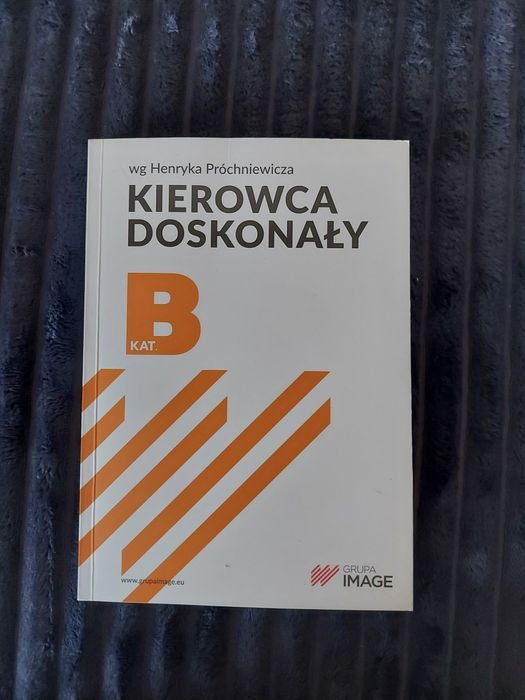 wg Henryka Próchniewicza
KIEROWCA
DOSKONAŁY
B
KAT.
www.grupaimage.eu
GRUPA
IMAGE